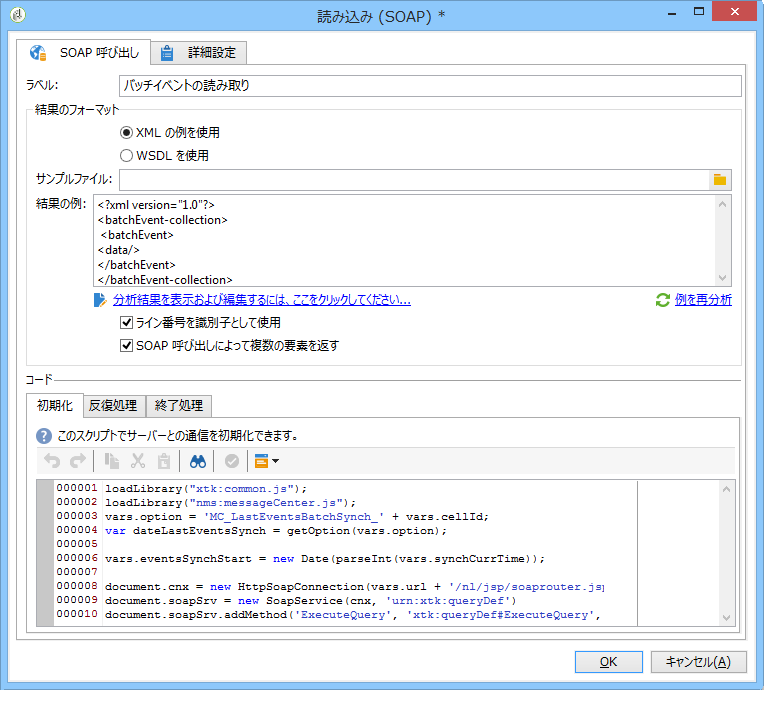 読み込み (SOAP) *
SOAP 呼び出し 詳細設定
ラベル: バッチイベントの読み取り
結果のフォーマット
XML の例を使用
WSDL を使用
サンプルファイル:
結果の例: <?xml version="1.0"?>
<batchEvent-collection>
<batchEvent>
<data/>
</batchEvent>
</batchEvent-collection>
分析結果を表示および編集するには、ここをクリックしてください... 例を再分析
ライン番号を識別子として使用
SOAP 呼び出しによって複数の要素を返す
コード
初期化 反復処理 終了処理
このスクリプトでサーバーとの通信を初期化できます。
000001 loadLibrary("xtk:common.js");
000002 loadLibrary("nms:messageCenter.js");
000003 vars.option = 'MC_LastEventsBatchSynch_' + vars.cellId;
000004 var dateLastEventsSynch = getOption(vars.option);
000005
000006 vars.eventsSynchStart = new Date(parseInt(vars.synchCurrTime));
000007
000008 document.cnx = new HttpSoapConnection(vars.url + '/nl/jsp/soaprouter.jsp
000009 document.soapSrv = new SoapService(cnx, 'urn:xtk:queryDef')
000010 document.soapSrv.addMethod('ExecuteQuery', 'xtk:queryDef#ExecuteQuery',
OK キャンセル(A)